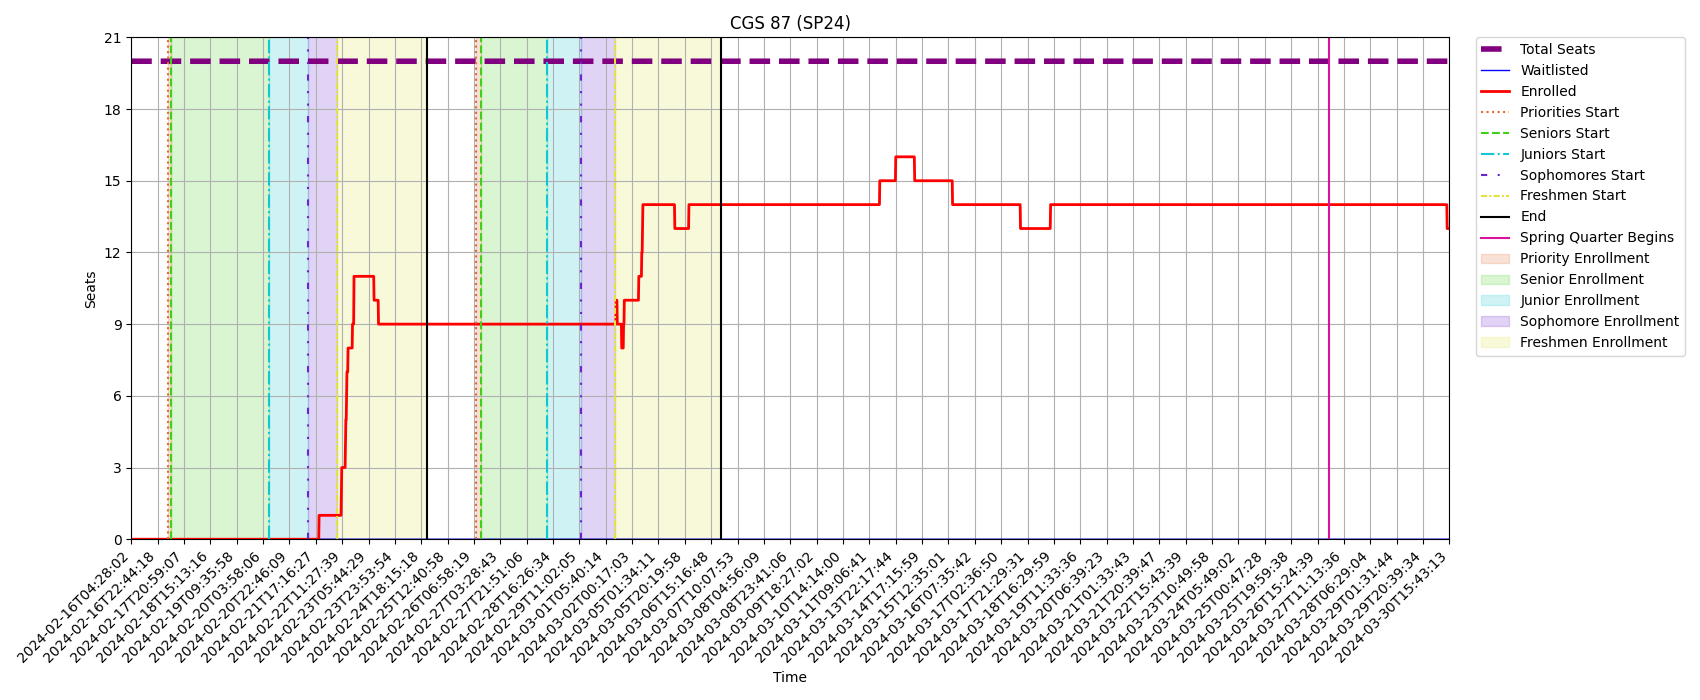 CGS 87 (SP24)
21
18
15
12
9
6
3
0
Seats
2024-02-16T04:28:02
2024-02-16T22:44:18
2024-02-17T20:59:07
2024-02-18T15:13:16
2024-02-19T09:35:58
2024-02-20T03:58:06
2024-02-20T22:46:09
2024-02-21T17:16:27
2024-02-22T11:27:39
2024-02-23T05:44:29
2024-02-23T23:53:54
2024-02-24T18:15:18
2024-02-25T12:40:58
2024-02-26T06:58:19
2024-02-27T03:28:43
2024-02-27T21:51:06
2024-02-28T16:26:34
2024-02-29T11:02:05
2024-03-01T05:40:14
2024-03-02T00:17:03
2024-03-05T01:34:11
2024-03-05T20:19:58
2024-03-06T15:16:48
2024-03-07T10:07:53
2024-03-08T04:56:09
2024-03-08T23:41:06
2024-03-09T18:27:02
2024-03-10T14:14:00
2024-03-11T09:06:41
2024-03-13T22:17:44
2024-03-14T17:15:59
2024-03-15T12:35:01
2024-03-16T07:35:42
2024-03-17T02:36:50
2024-03-17T21:29:31
2024-03-18T16:29:59
2024-03-19T11:33:36
2024-03-20T06:39:23
2024-03-21T01:33:43
2024-03-21T20:39:47
2024-03-22T15:43:39
2024-03-23T10:49:58
2024-03-24T05:49:02
2024-03-25T00:47:28
2024-03-25T19:59:38
2024-03-26T15:24:39
2024-03-27T11:13:36
2024-03-28T06:29:04
2024-03-29T01:31:44
2024-03-29T20:39:34
2024-03-30T15:43:13
Time
Total Seats
Waitlisted
Enrolled
Priorities Start
Seniors Start
Juniors Start
Sophomores Start
Freshmen Start
End
Spring Quarter Begins
Priority Enrollment
Senior Enrollment
Junior Enrollment
Sophomore Enrollment
Freshmen Enrollment